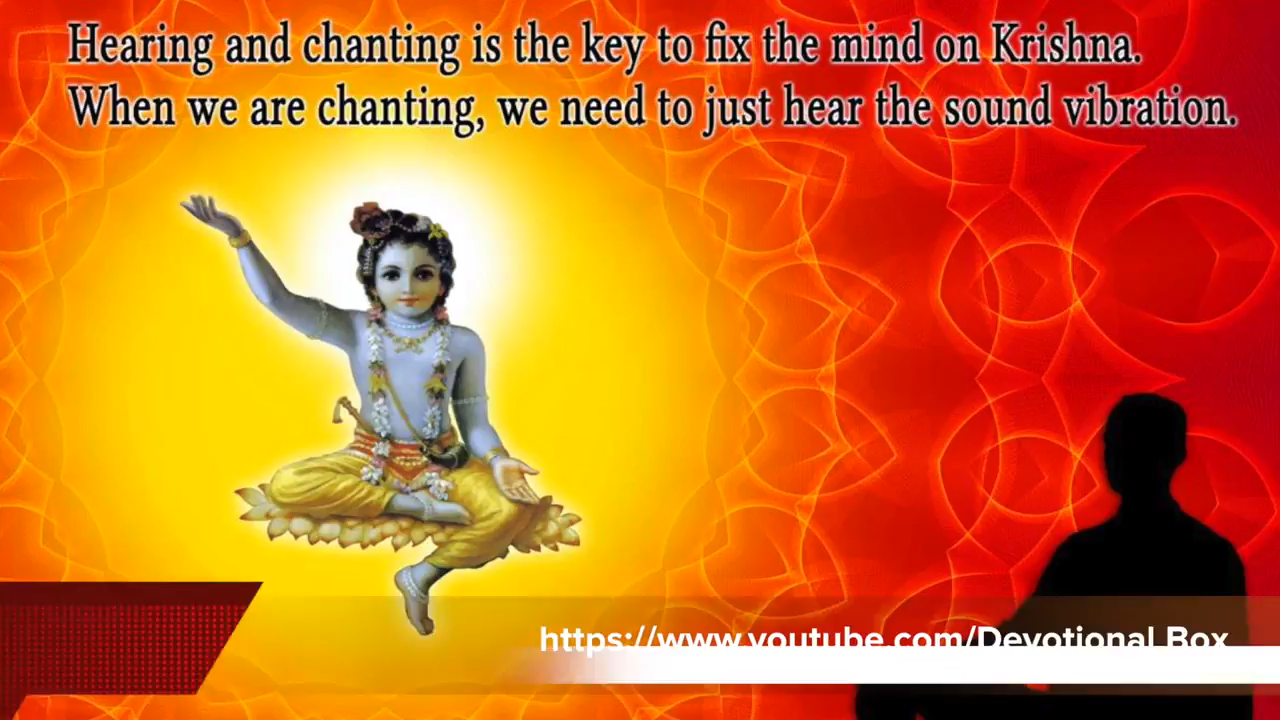 Hearing and chanting is the key to fix the mind on Krishna.
When we are chanting, we need to just hear the sound vibration.
https://www.youtube.com/Devotional Box